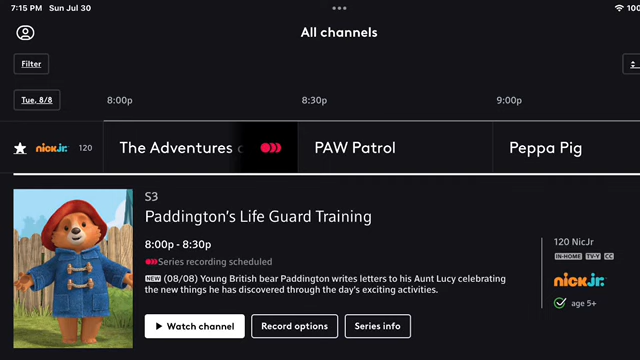 7:15 PM Sun Jul 30
100
All channels
Filter
Tue, 8/8
8:00p 8:30p 9:00p
nick jr. 120 The Adventures PAW Patrol Peppa Pig
S3
Paddington's Life Guard Training
8:00p - 8:30p
Series recording scheduled
NEW (08/08) Young British bear Paddington writes letters to his Aunt Lucy celebrating
the new things he has discovered through the day's exciting activities.
Watch channel Record options Series info
120 NicJr
IN-HOME TV-Y CC
nick jr.
age 5+